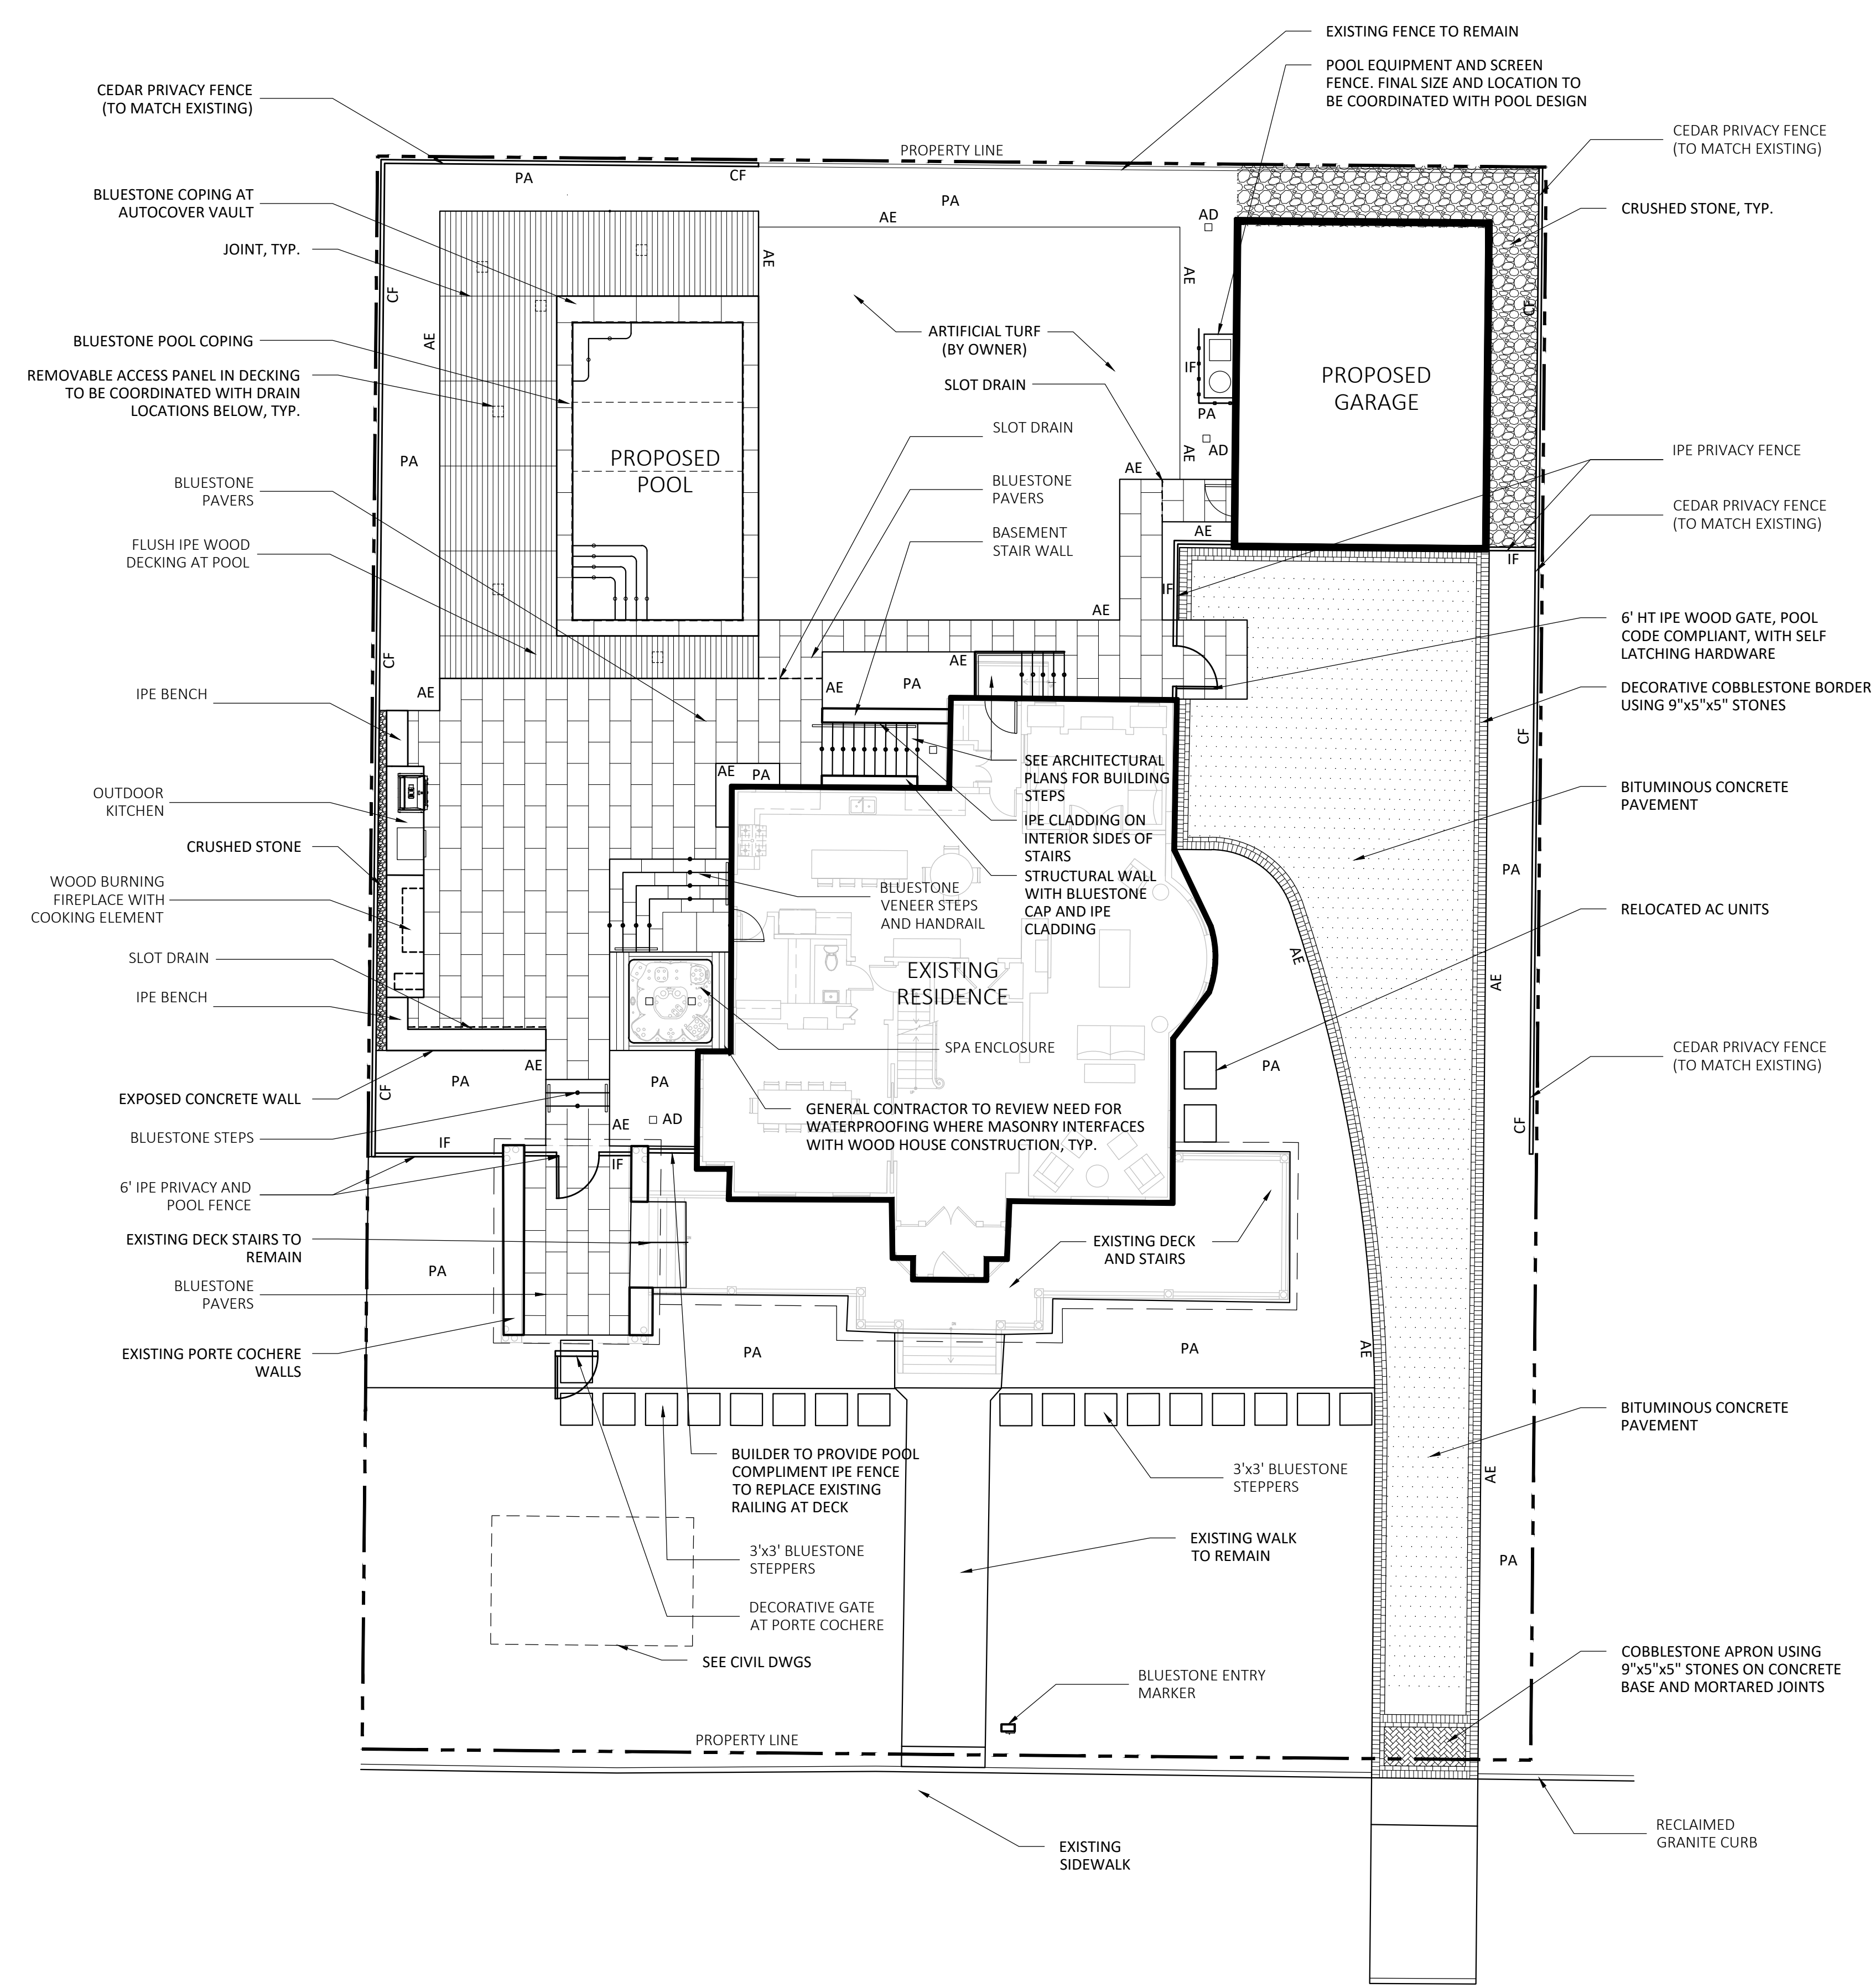 EXISTING FENCE TO REMAIN
POOL EQUIPMENT AND SCREEN
FENCE. FINAL SIZE AND LOCATION TO
BE COORDINATED WITH POOL DESIGN
CEDAR PRIVACY FENCE
(TO MATCH EXISTING)
CEDAR PRIVACY FENCE
(TO MATCH EXISTING)
PROPERTY LINE
PA
CF
BLUESTONE COPING AT
AUTOCOVER VAULT
PA
AE
AD
CRUSHED STONE, TYP.
JOINT, TYP.
AE
AE
CF
CF
AE
BLUESTONE POOL COPING
ARTIFICIAL TURF
(BY OWNER)
IF
REMOVABLE ACCESS PANEL IN DECKING
TO BE COORDINATED WITH DRAIN
LOCATIONS BELOW, TYP.
SLOT DRAIN
PROPOSED
GARAGE
PA
SLOT DRAIN
AD
AE
PA
PROPOSED
POOL
AE
IPE PRIVACY FENCE
BLUESTONE
PAVERS
BLUESTONE
PAVERS
CEDAR PRIVACY FENCE
(TO MATCH EXISTING)
FLUSH IPE WOOD
DECKING AT POOL
BASEMENT
STAIR WALL
AE
IF
IF
AE
6' HT IPE WOOD GATE, POOL
CODE COMPLIANT, WITH SELF
LATCHING HARDWARE
CF
AE
AE
PA
AE
IPE BENCH
DECORATIVE COBBLESTONE BORDER
USING 9"x5"x5" STONES
CF
AE
PA
SEE ARCHITECTURAL
PLANS FOR BUILDING
STEPS
OUTDOOR
KITCHEN
BITUMINOUS CONCRETE
PAVEMENT
IPE CLADDING ON
INTERIOR SIDES OF
STAIRS
CRUSHED STONE
WOOD BURNING
FIREPLACE WITH
COOKING ELEMENT
BLUESTONE
VENEER STEPS
AND HANDRAIL
STRUCTURAL WALL
WITH BLUESTONE
CAP AND IPE
CLADDING
PA
RELOCATED AC UNITS
SLOT DRAIN
AE
EXISTING
RESIDENCE
AE
IPE BENCH
SPA ENCLOSURE
CEDAR PRIVACY FENCE
(TO MATCH EXISTING)
AE
PA
PA
PA
CF
EXPOSED CONCRETE WALL
GENERAL CONTRACTOR TO REVIEW NEED FOR
WATERPROOFING WHERE MASONRY INTERFACES
WITH WOOD HOUSE CONSTRUCTION, TYP.
AE
AD
CF
BLUESTONE STEPS
IF
IF
6' IPE PRIVACY AND
POOL FENCE
EXISTING DECK STAIRS TO
REMAIN
EXISTING DECK
AND STAIRS
PA
BLUESTONE
PAVERS
EXISTING PORTE COCHERE
WALLS
PA
PA
AE
BITUMINOUS CONCRETE
PAVEMENT
BUILDER TO PROVIDE POOL
COMPLIMENT IPE FENCE
TO REPLACE EXISTING
RAILING AT DECK
3'x3' BLUESTONE
STEPPERS
AE
EXISTING WALK
TO REMAIN
3'x3' BLUESTONE
STEPPERS
PA
DECORATIVE GATE
AT PORTE COCHERE
SEE CIVIL DWGS
COBBLESTONE APRON USING
9"x5"x5" STONES ON CONCRETE
BASE AND MORTARED JOINTS
BLUESTONE ENTRY
MARKER
PROPERTY LINE
RECLAIMED
GRANITE CURB
EXISTING
SIDEWALK